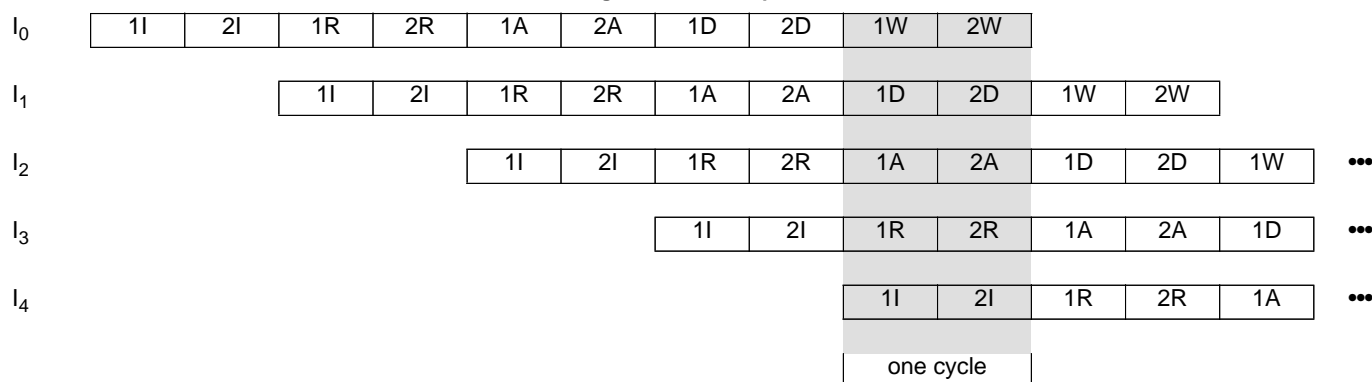 I0 1I 2I 1R 2R 1A 2A 1D 2D 1W 2W
I1 1I 2I 1R 2R 1A 2A 1D 2D 1W 2W
I2 1I 2I 1R 2R 1A 2A 1D 2D 1W •••
I3 1I 2I 1R 2R 1A 2A 1D •••
I4 1I 2I 1R 2R 1A •••
one cycle